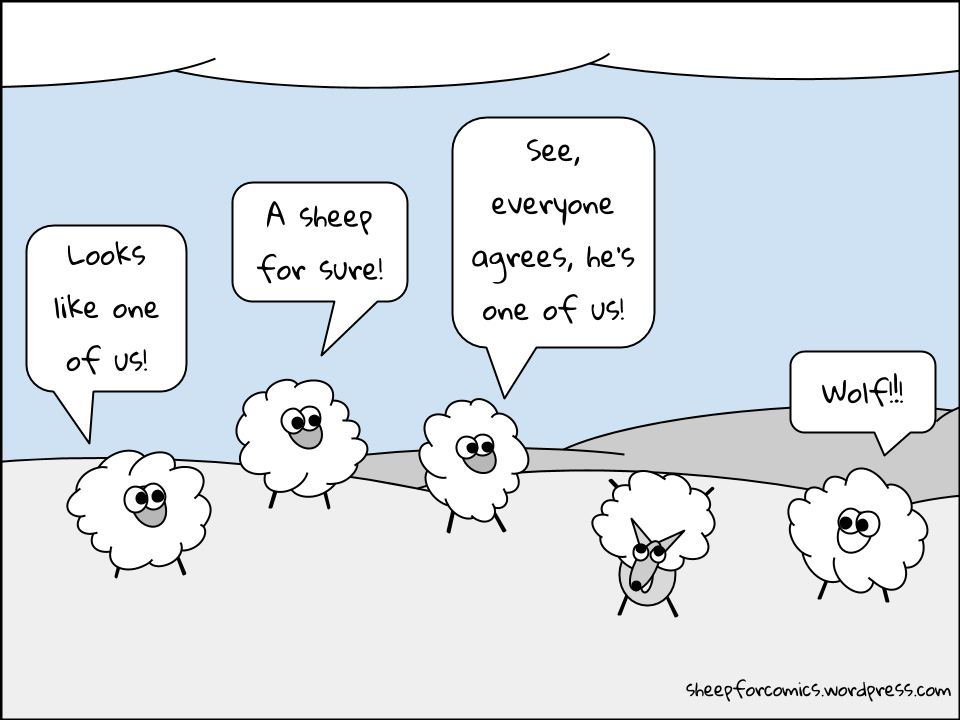 Looks
like one
of us!
A sheep
for sure!
See,
everyone
agrees, he's
one of us!
Wolf!!!
sheepforcomics.wordpress.com